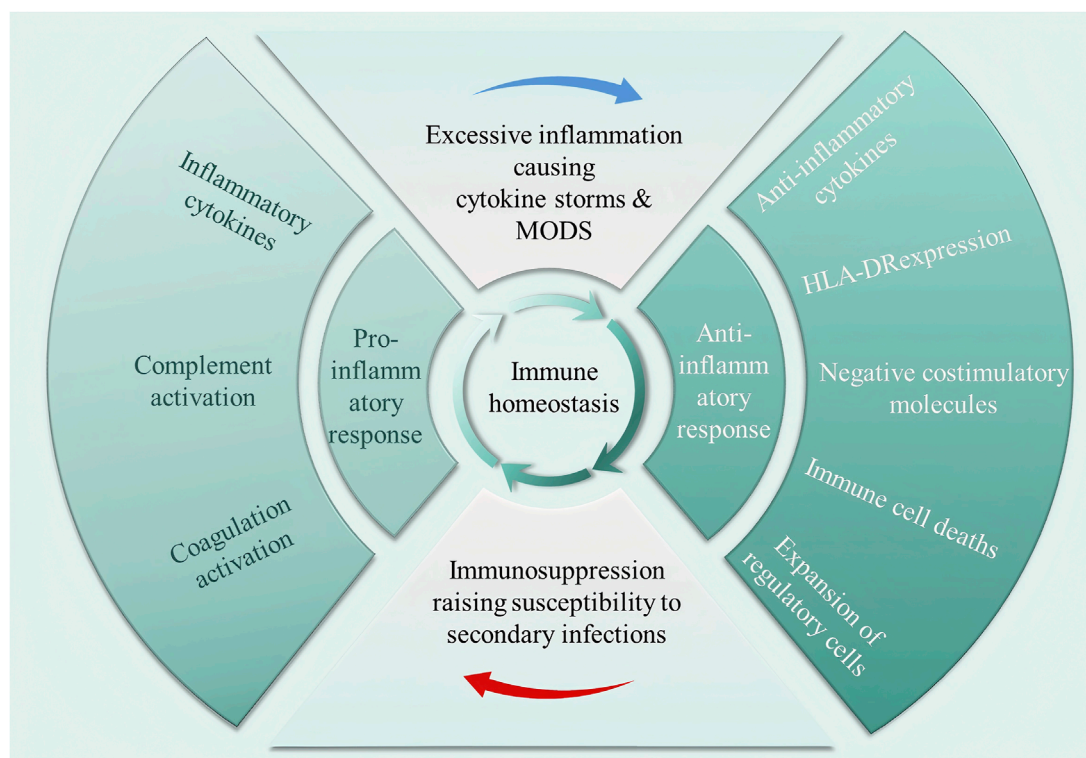 Excessive inflammation
causing
cytokine storms &
MODS
Inflammatory
cytokines
Complement
activation
Coagulation
activation
Pro-
inflamm
atory
response
Immune
homeostasis
Anti-
inflamm
atory
response
Anti-inflammatory
cytokines
HLA-DRexpression
Negative costimulatory
molecules
Immune cell deaths
Expansion of
regulatory cells
Immunosuppression
raising susceptibility to
secondary infections